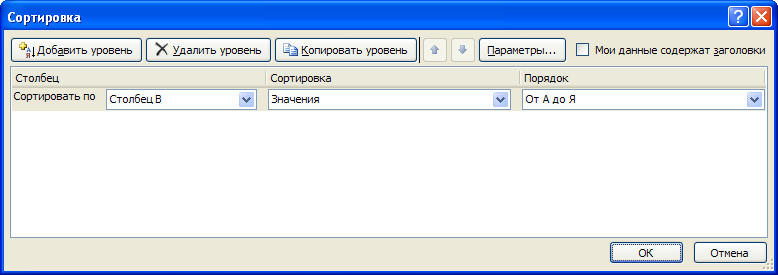 Сортировка
Добавить уровень Удалить уровень Копировать уровень Параметры... Мои данные содержат заголовки
Столбец Сортировка Порядок
Сортировать по Столбец B Значения От А до Я
ОК Отмена